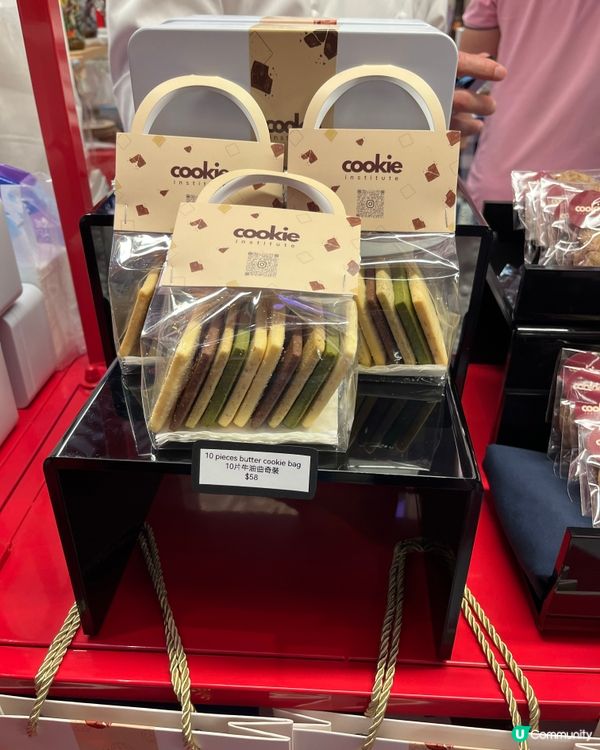 cookie
institute
cookie
institute
cookie
institute
10 pieces butter cookie bag
10片牛油曲奇裝
$58
U Community